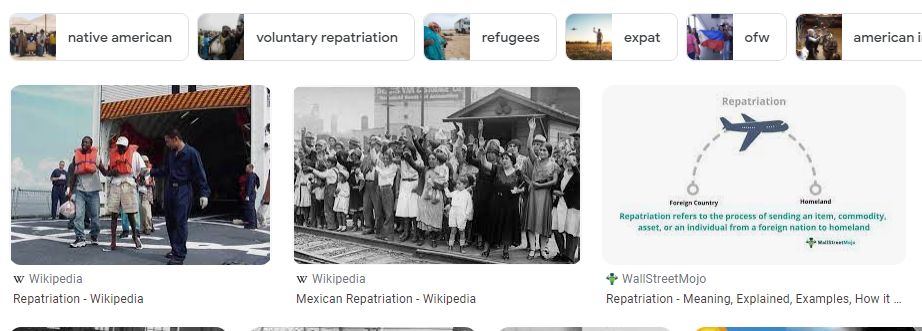 native american
voluntary repatriation
refugees
expat
ofw
american i
Repatriation
Foreign Country
Homeland
Repatriation refers to the process of sending an item, commodity,
asset, or an individual from a foreign nation to homeland
WallStreetMojo
W Wikipedia
Repatriation - Wikipedia
W Wikipedia
Mexican Repatriation - Wikipedia
WallStreetMojo
Repatriation - Meaning, Explained, Examples, How it ...